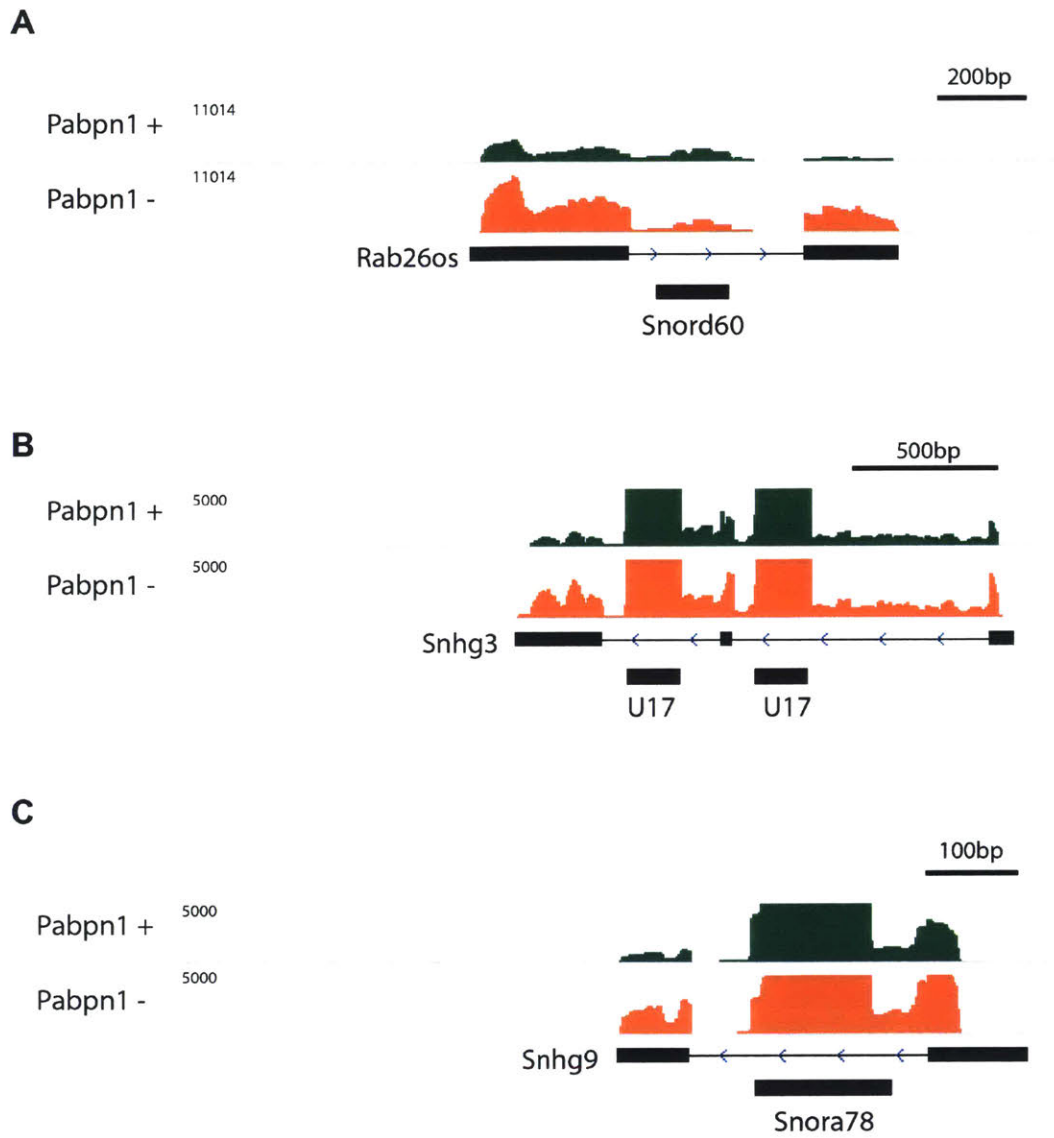 A
200bp
Pabpn1 + 11014
Pabpn1 - 11014
Rab26os
Snord60
B
500bp
Pabpn1 + 5000
Pabpn1 - 5000
Snhg3
U17 U17
C
100bp
Pabpn1 + 5000
Pabpn1 - 5000
Snhg9
Snora78